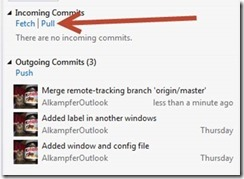 Incoming Commits
Fetch | Pull
There are no incoming commits.
Outgoing Commits (3)
Push
Merge remote-tracking branch 'origin/master'
AlkampferOutlook less than a minute ago
Added label in another windows
AlkampferOutlook Thursday
Added window and config file
AlkampferOutlook Thursday